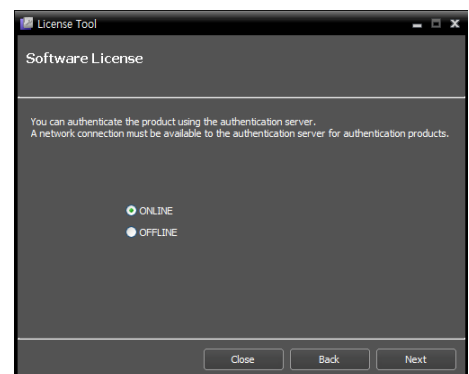 License Tool
Software License
You can authenticate the product using the authentication server.
A network connection must be available to the authentication server for authentication products.
ONLINE
OFFLINE
Close Back Next